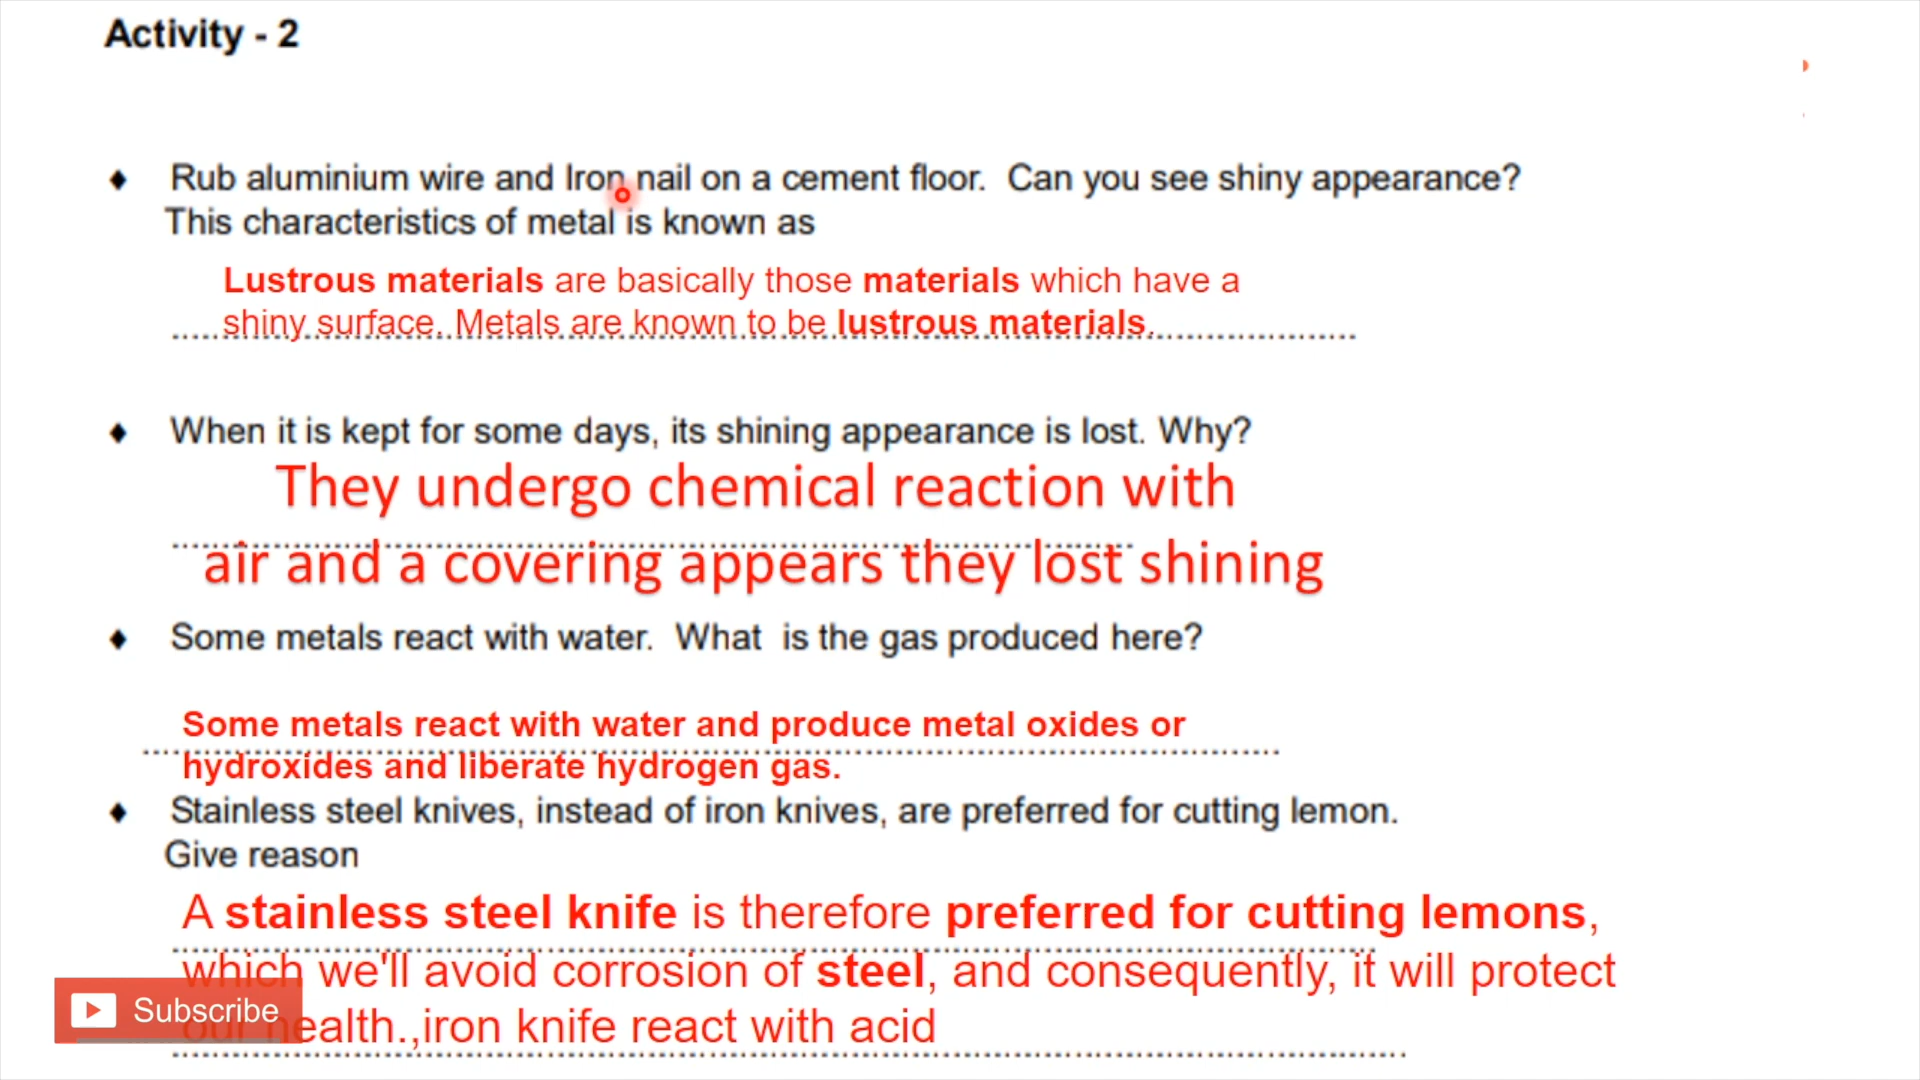 Activity - 2
♦ Rub aluminium wire and Iron nail on a cement floor. Can you see shiny appearance?
This characteristics of metal is known as
Lustrous materials are basically those materials which have a
shiny surface. Metals are known to be lustrous materials.
♦ When it is kept for some days, its shining appearance is lost. Why?
They undergo chemical reaction with
air and a covering appears they lost shining
♦ Some metals react with water. What is the gas produced here?
Some metals react with water and produce metal oxides or
hydroxides and liberate hydrogen gas.
♦ Stainless steel knives, instead of iron knives, are preferred for cutting lemon.
Give reason
A stainless steel knife is therefore preferred for cutting lemons,
which we'll avoid corrosion of steel, and consequently, it will protect
our health.,iron knife react with acid
Subscribe